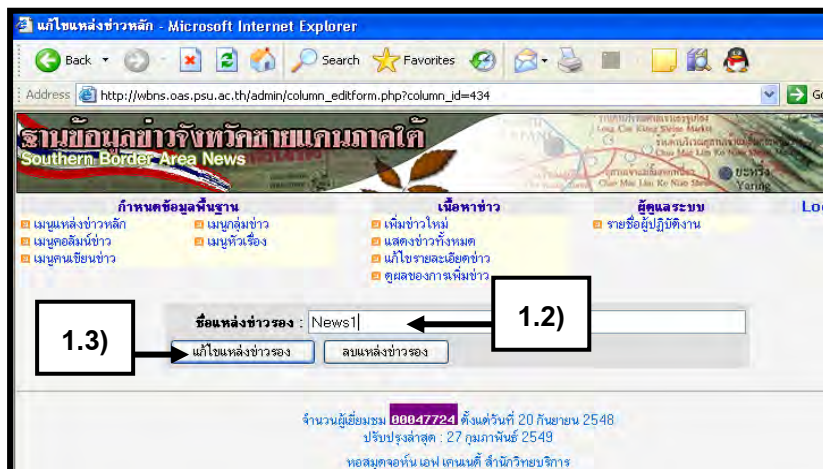 แก้ไขแหล่งข่าวหลัก - Microsoft Internet Explorer
Back Search Favorites
Address http://wbns.oas.psu.ac.th/admin/column_editform.php?column_id=434 Go
ฐานข้อมูลข่าวจังหวัดชายแดนภาคใต้
Southern Border Area News
Yaring
กำหนดข้อมูลพื้นฐาน เนื้อหาข่าว ผู้ดูแลระบบ
เมนูแหล่งข่าวหลัก เมนูกลุ่มข่าว เพิ่มข่าวใหม่ รายชื่อผู้ปฏิบัติงาน
เมนูคอลัมน์ข่าว เมนูหัวเรื่อง แสดงข่าวทั้งหมด
เมนูคนเขียนข่าว แก้ไขรายละเอียดข่าว
ดูผลของการเพิ่มข่าว
ชื่อแหล่งข่าวรอง : News1 1.2)
1.3) แก้ไขแหล่งข่าวรอง ลบแหล่งข่าวรอง
จำนวนผู้เยี่ยมชม 00047724 ตั้งแต่วันที่ 20 กันยายน 2548
ปรับปรุงล่าสุด : 27 กุมภาพันธ์ 2549
หอสมุดจอห์น เอฟ เคนเนดี้ สำนักวิทยบริการ